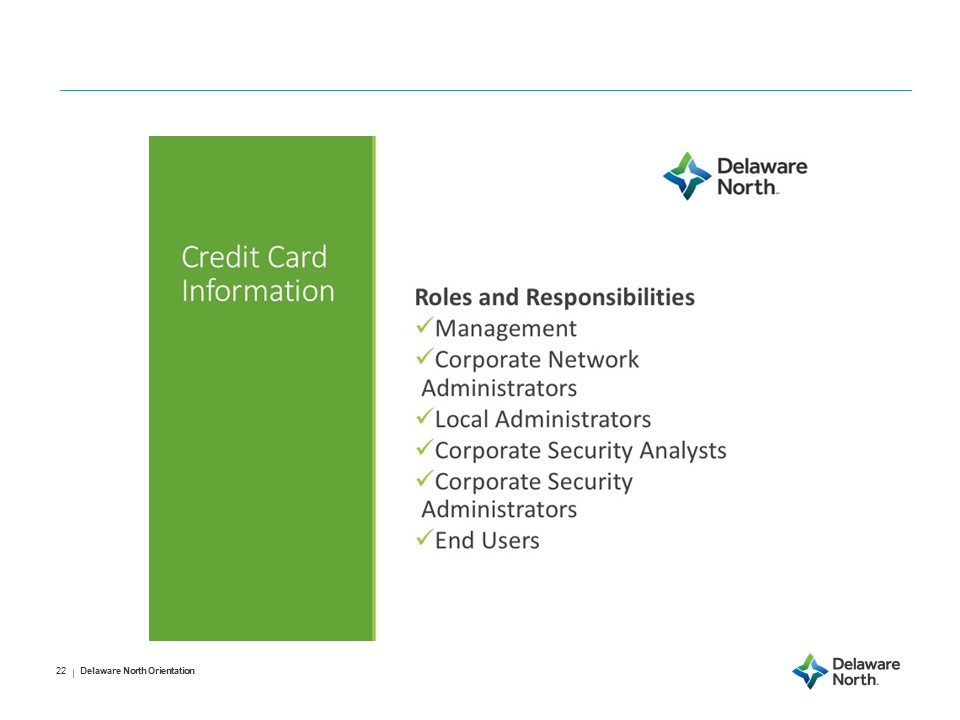 Delaware
North™
Credit Card
Information
Roles and Responsibilities
✓Management
✓Corporate Network
Administrators
✓Local Administrators
✓Corporate Security Analysts
✓Corporate Security
Administrators
✓End Users
22 | Delaware North Orientation
Delaware
North.